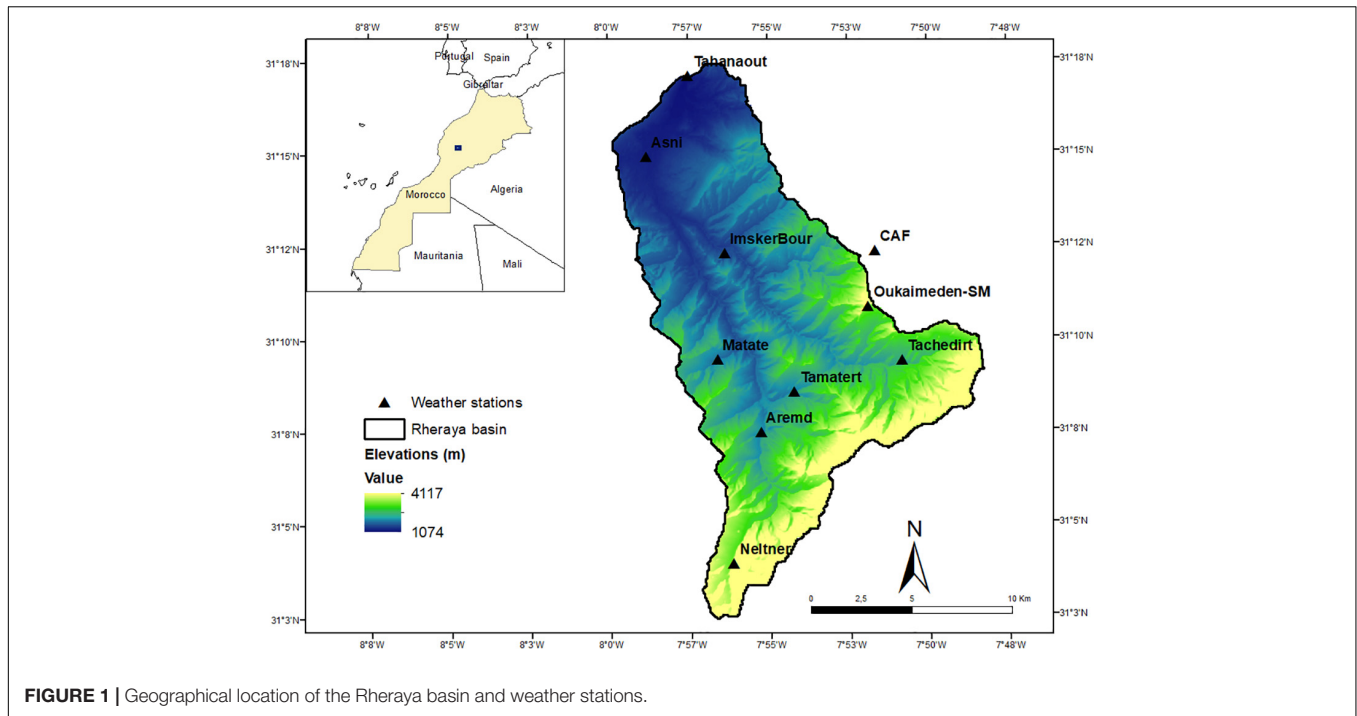 8°8'W 8°5'W 8°3'W 8°0'W 7°57'W 7°55'W 7°53'W 7°50'W 7°48'W
Portugal Spain
Gibraltar
Morocco
Algeria
Mauritania
Mali
31°18'N 31°18'N
31°15'N 31°15'N
31°12'N 31°12'N
31°10'N 31°10'N
31°8'N 31°8'N
31°5'N 31°5'N
31°3'N 31°3'N
Tahanaout
Asni
ImskerBour
CAF
Oukaimeden-SM
Matate
Tachedirt
Tamatert
Aremd
Neltner
Weather stations
Rheraya basin
Elevations (m)
Value
4117
1074
N
0 2,5 5 10 Km
8°8'W 8°5'W 8°3'W 8°0'W 7°57'W 7°55'W 7°53'W 7°50'W 7°48'W
FIGURE 1 | Geographical location of the Rheraya basin and weather stations.